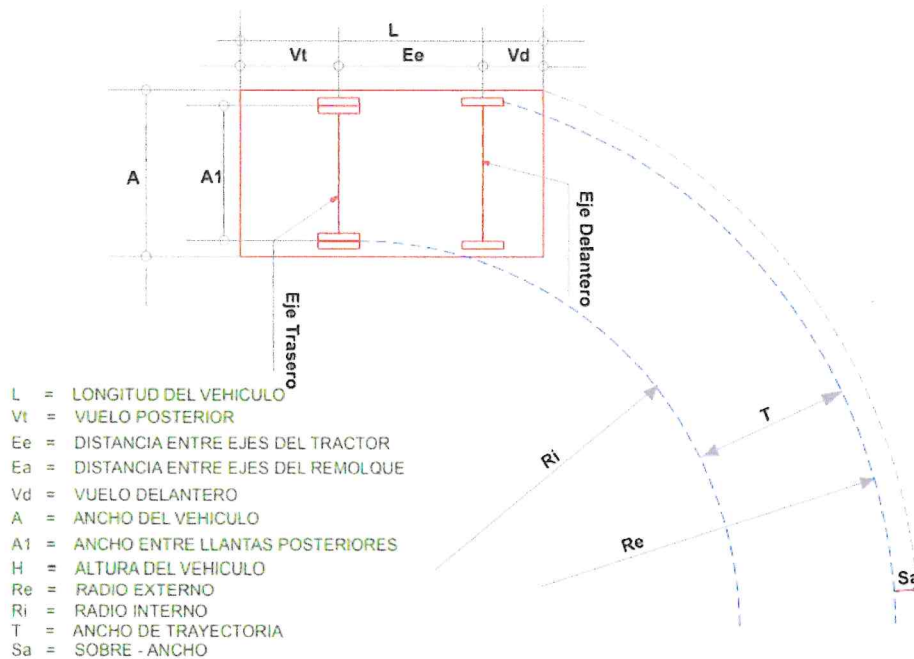 L
Vt Ee Vd
A
A1
Eje Delantero
Eje Trasero
L = LONGITUD DEL VEHICULO
Vt = VUELO POSTERIOR
Ee = DISTANCIA ENTRE EJES DEL TRACTOR
Ea = DISTANCIA ENTRE EJES DEL REMOLQUE
Vd = VUELO DELANTERO
A = ANCHO DEL VEHICULO
A1 = ANCHO ENTRE LLANTAS POSTERIORES
H = ALTURA DEL VEHICULO
Re = RADIO EXTERNO
Ri = RADIO INTERNO
T = ANCHO DE TRAYECTORIA
Sa = SOBRE - ANCHO
T
Ri
Re
Sa